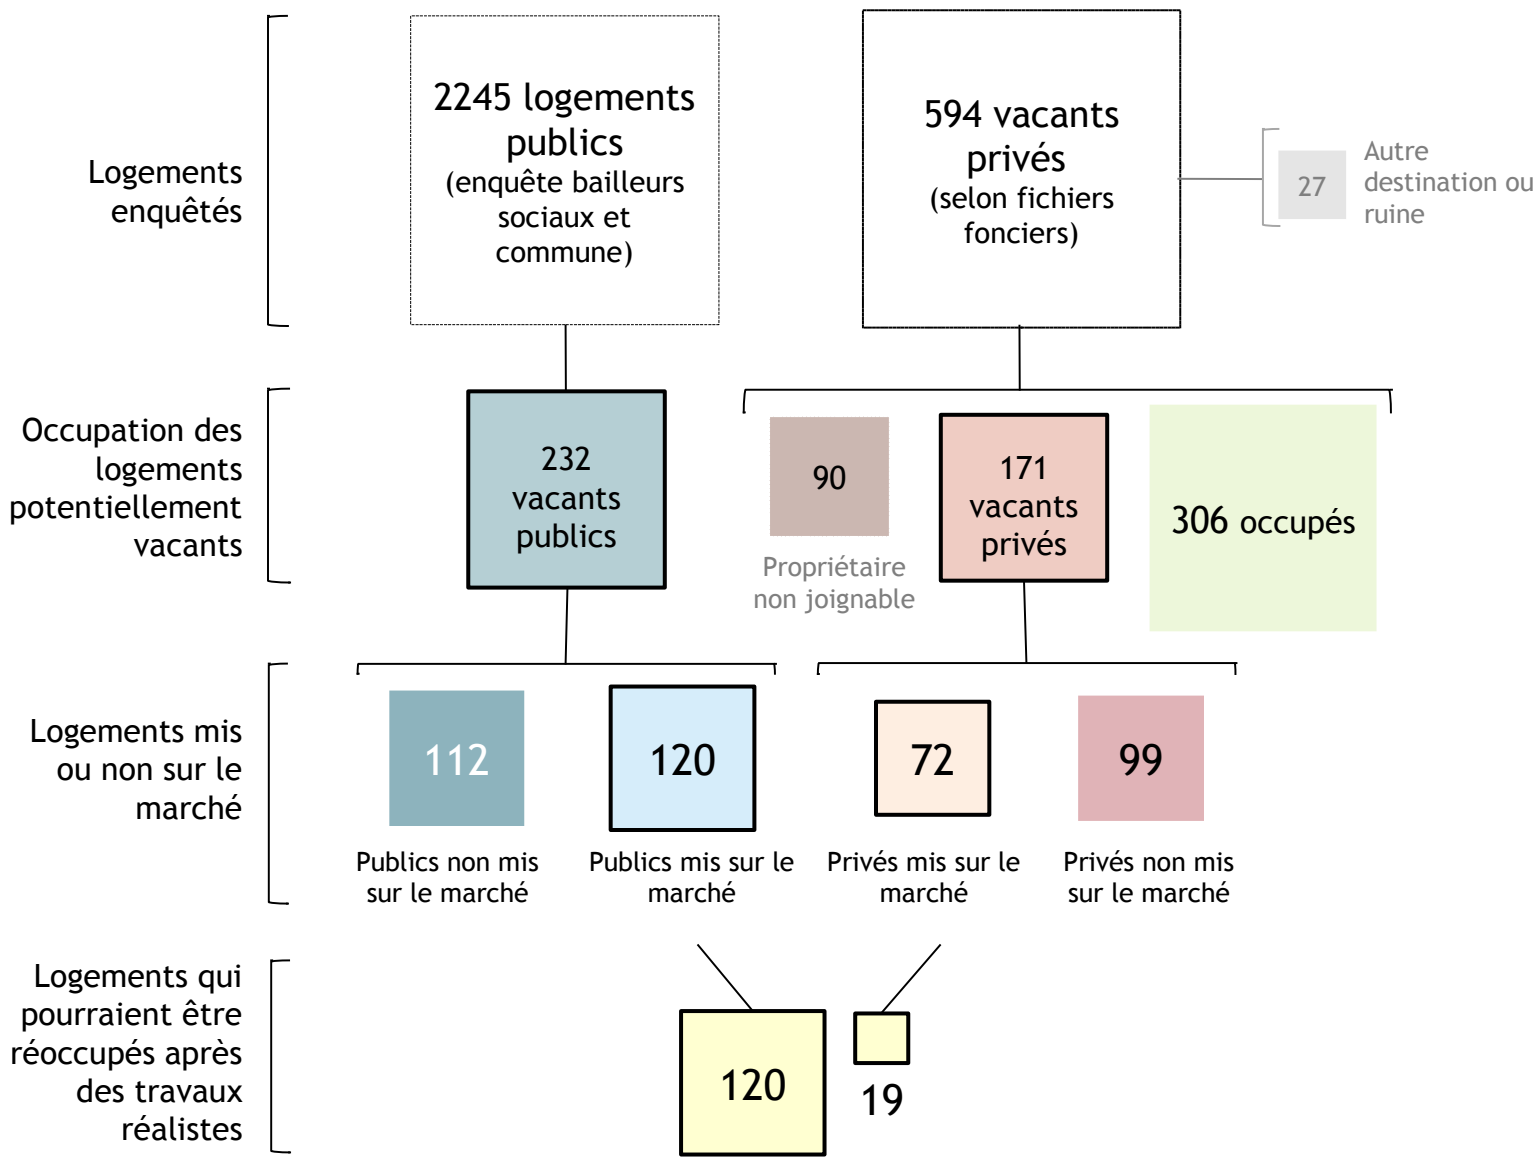 Logements
enquêtés
2245 logements
publics
(enquête bailleurs
sociaux et
commune)
594 vacants
privés
(selon fichiers
fonciers)
27
Autre
destination ou
ruine
Occupation des
logements
potentiellement
vacants
232
vacants
publics
90
Propriétaire
non joignable
171
vacants
privés
306 occupés
Logements mis
ou non sur le
marché
112
Publics non mis
sur le marché
120
Publics mis sur le
marché
72
Privés mis sur le
marché
99
Privés non mis
sur le marché
Logements qui
pourraient être
réoccupés après
des travaux
réalistes
120
19